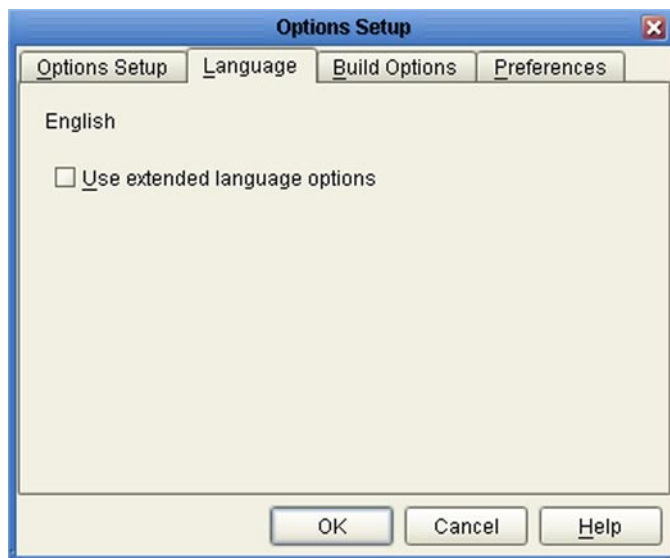 Options Setup
Options Setup Language Build Options Preferences
English
Use extended language options
OK Cancel Help